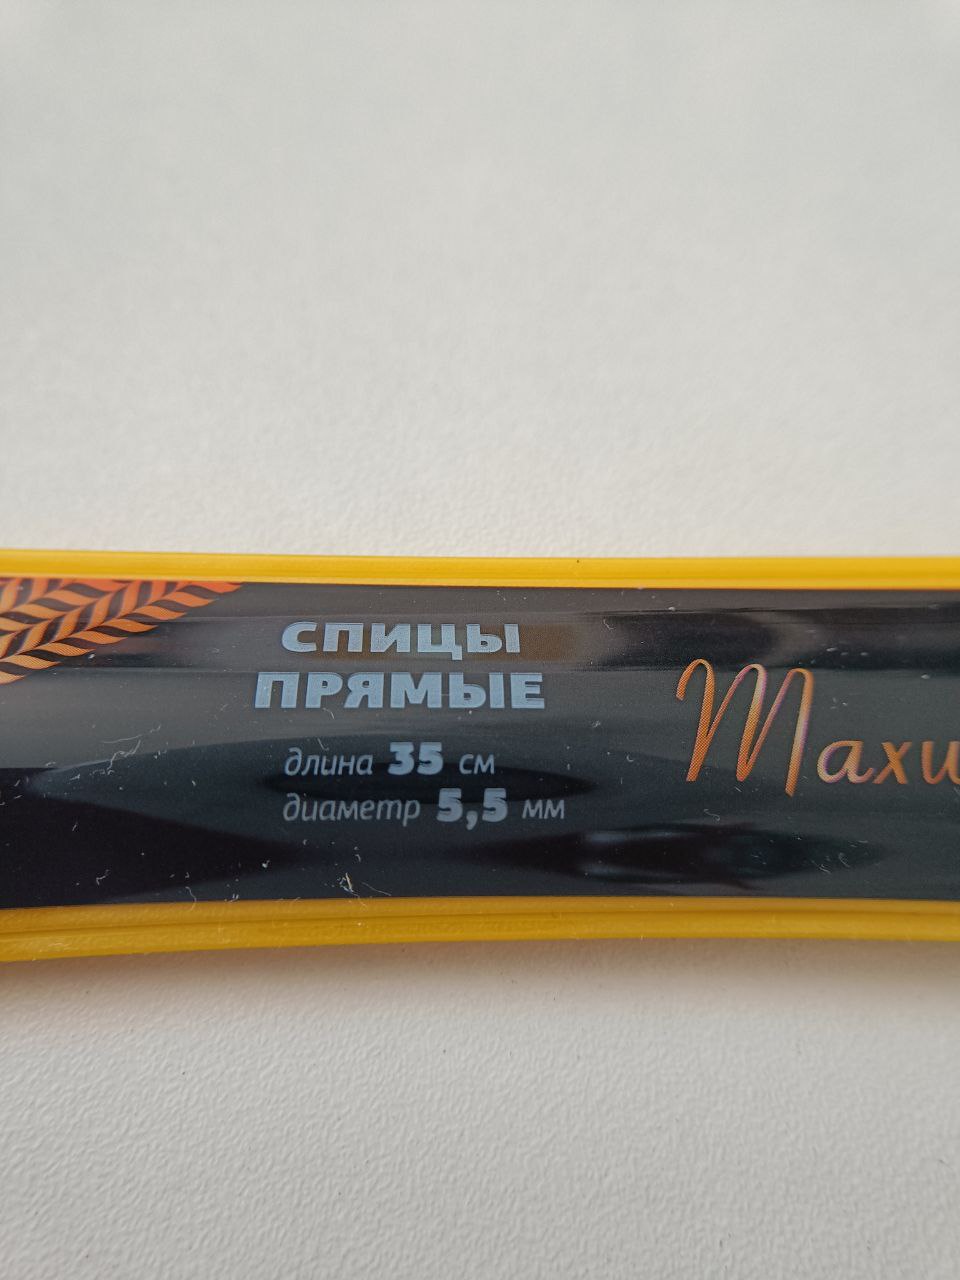 СПИЦЫ
ПРЯМЫЕ
длина 35 см
диаметр 5,5 мм